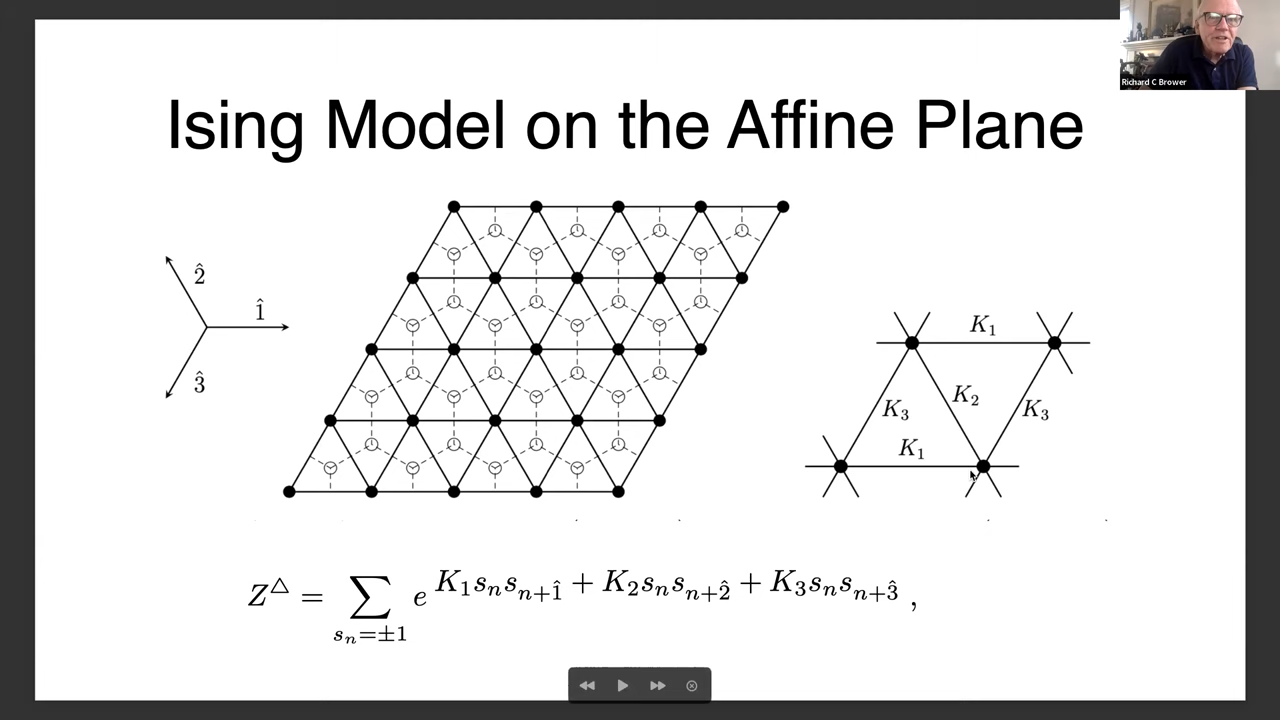 Richard C Brower
Ising Model on the Affine Plane
2̂
1̂
3̂
K₁
K₃ K₂ K₃
K₁
Z^△ = ∑_{sₙ=±1} e^{K₁sₙsₙ₊₁̂ + K₂sₙsₙ₊₂̂ + K₃sₙsₙ₊₃̂} ,